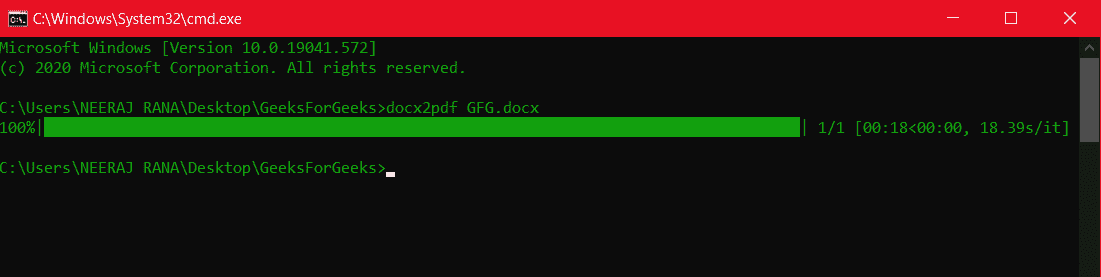 C:\Windows\System32\cmd.exe
Microsoft Windows [Version 10.0.19041.572]
(c) 2020 Microsoft Corporation. All rights reserved.
C:\Users\NEERAJ RANA\Desktop\GeeksForGeeks>docx2pdf GFG.docx
100%|██████████| 1/1 [00:18<00:00, 18.39s/it]
C:\Users\NEERAJ RANA\Desktop\GeeksForGeeks>